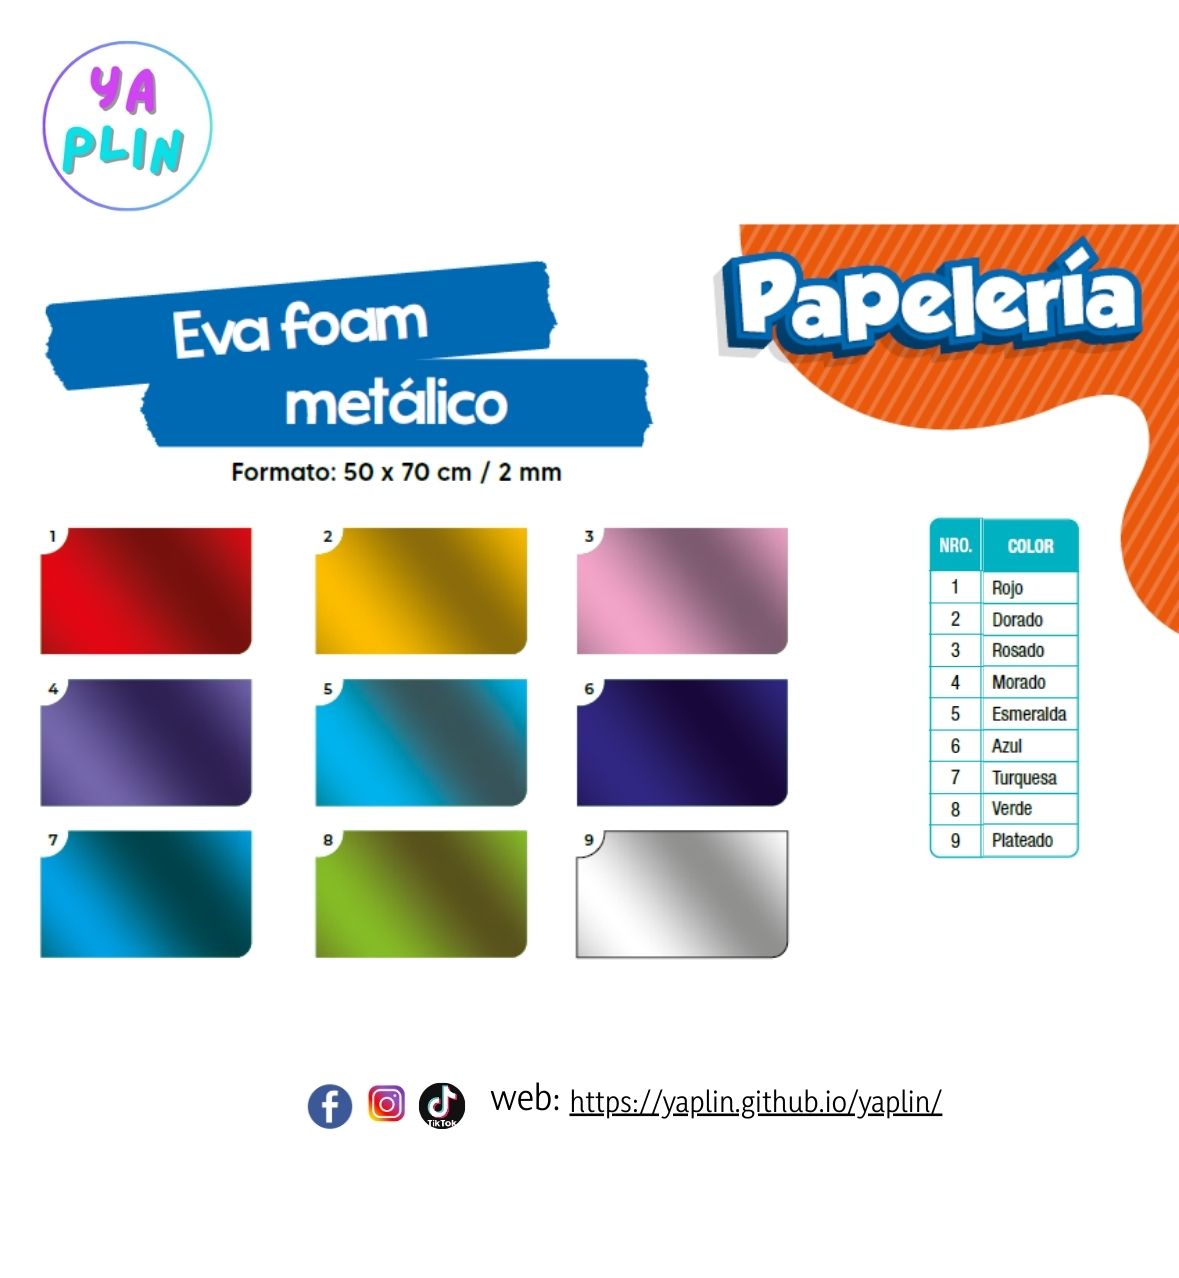 YA
PLIN
Papelería
Eva foam
metálico
Formato: 50 x 70 cm / 2 mm
1
2
3
4
5
6
7
8
9
NRO. COLOR
1 Rojo
2 Dorado
3 Rosado
4 Morado
5 Esmeralda
6 Azul
7 Turquesa
8 Verde
9 Plateado
TikTok
web: https://yaplin.github.io/yaplin/